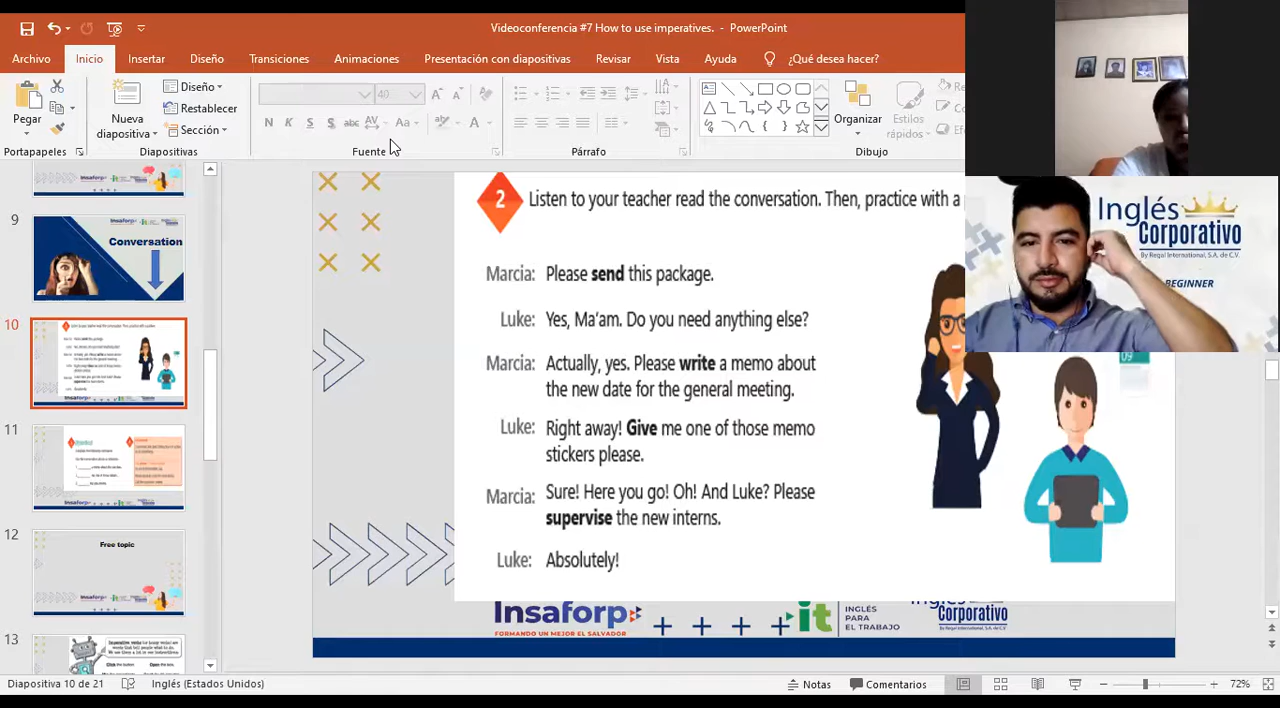 Videoconferencia #7 How to use imperatives. - PowerPoint
Archivo Inicio Insertar Diseño Transiciones Animaciones Presentación con diapositivas Revisar Vista Ayuda ¿Qué desea hacer?
Pegar
Nueva diapositiva
Diseño
Restablecer
Sección
40
Organizar
Estilos rápidos
Portapapeles Diapositivas Fuente Párrafo Dibujo
9
Conversation
10
11
12
Free topic
13
2 Listen to your teacher read the conversation. Then, practice with a
Marcia: Please send this package.
Luke: Yes, Ma'am. Do you need anything else?
Marcia: Actually, yes. Please write a memo about
the new date for the general meeting.
Luke: Right away! Give me one of those memo
stickers please.
Marcia: Sure! Here you go! Oh! And Luke? Please
supervise the new interns.
Luke: Absolutely!
09
Insaforp
FORMANDO UN MEJOR EL SALVADOR
it
INGLÉS
PARA
EL TRABAJO
Corporativo
Inglés
Corporativo
By Regal International, S.A. de C.V.
BEGINNER
Diapositiva 10 de 21 Inglés (Estados Unidos) Notas Comentarios 72%